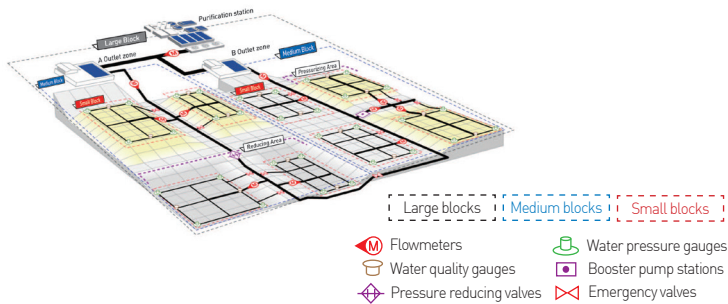 Purification station
Large Block
A Outlet zone
B Outlet zone
Medium Block
Pressurizing Area
Medium Block
Small Block
Small Block
Reducing Area
Large blocks Medium blocks Small blocks
M Flowmeters
Water pressure gauges
Water quality gauges
Booster pump stations
Pressure reducing valves
Emergency valves